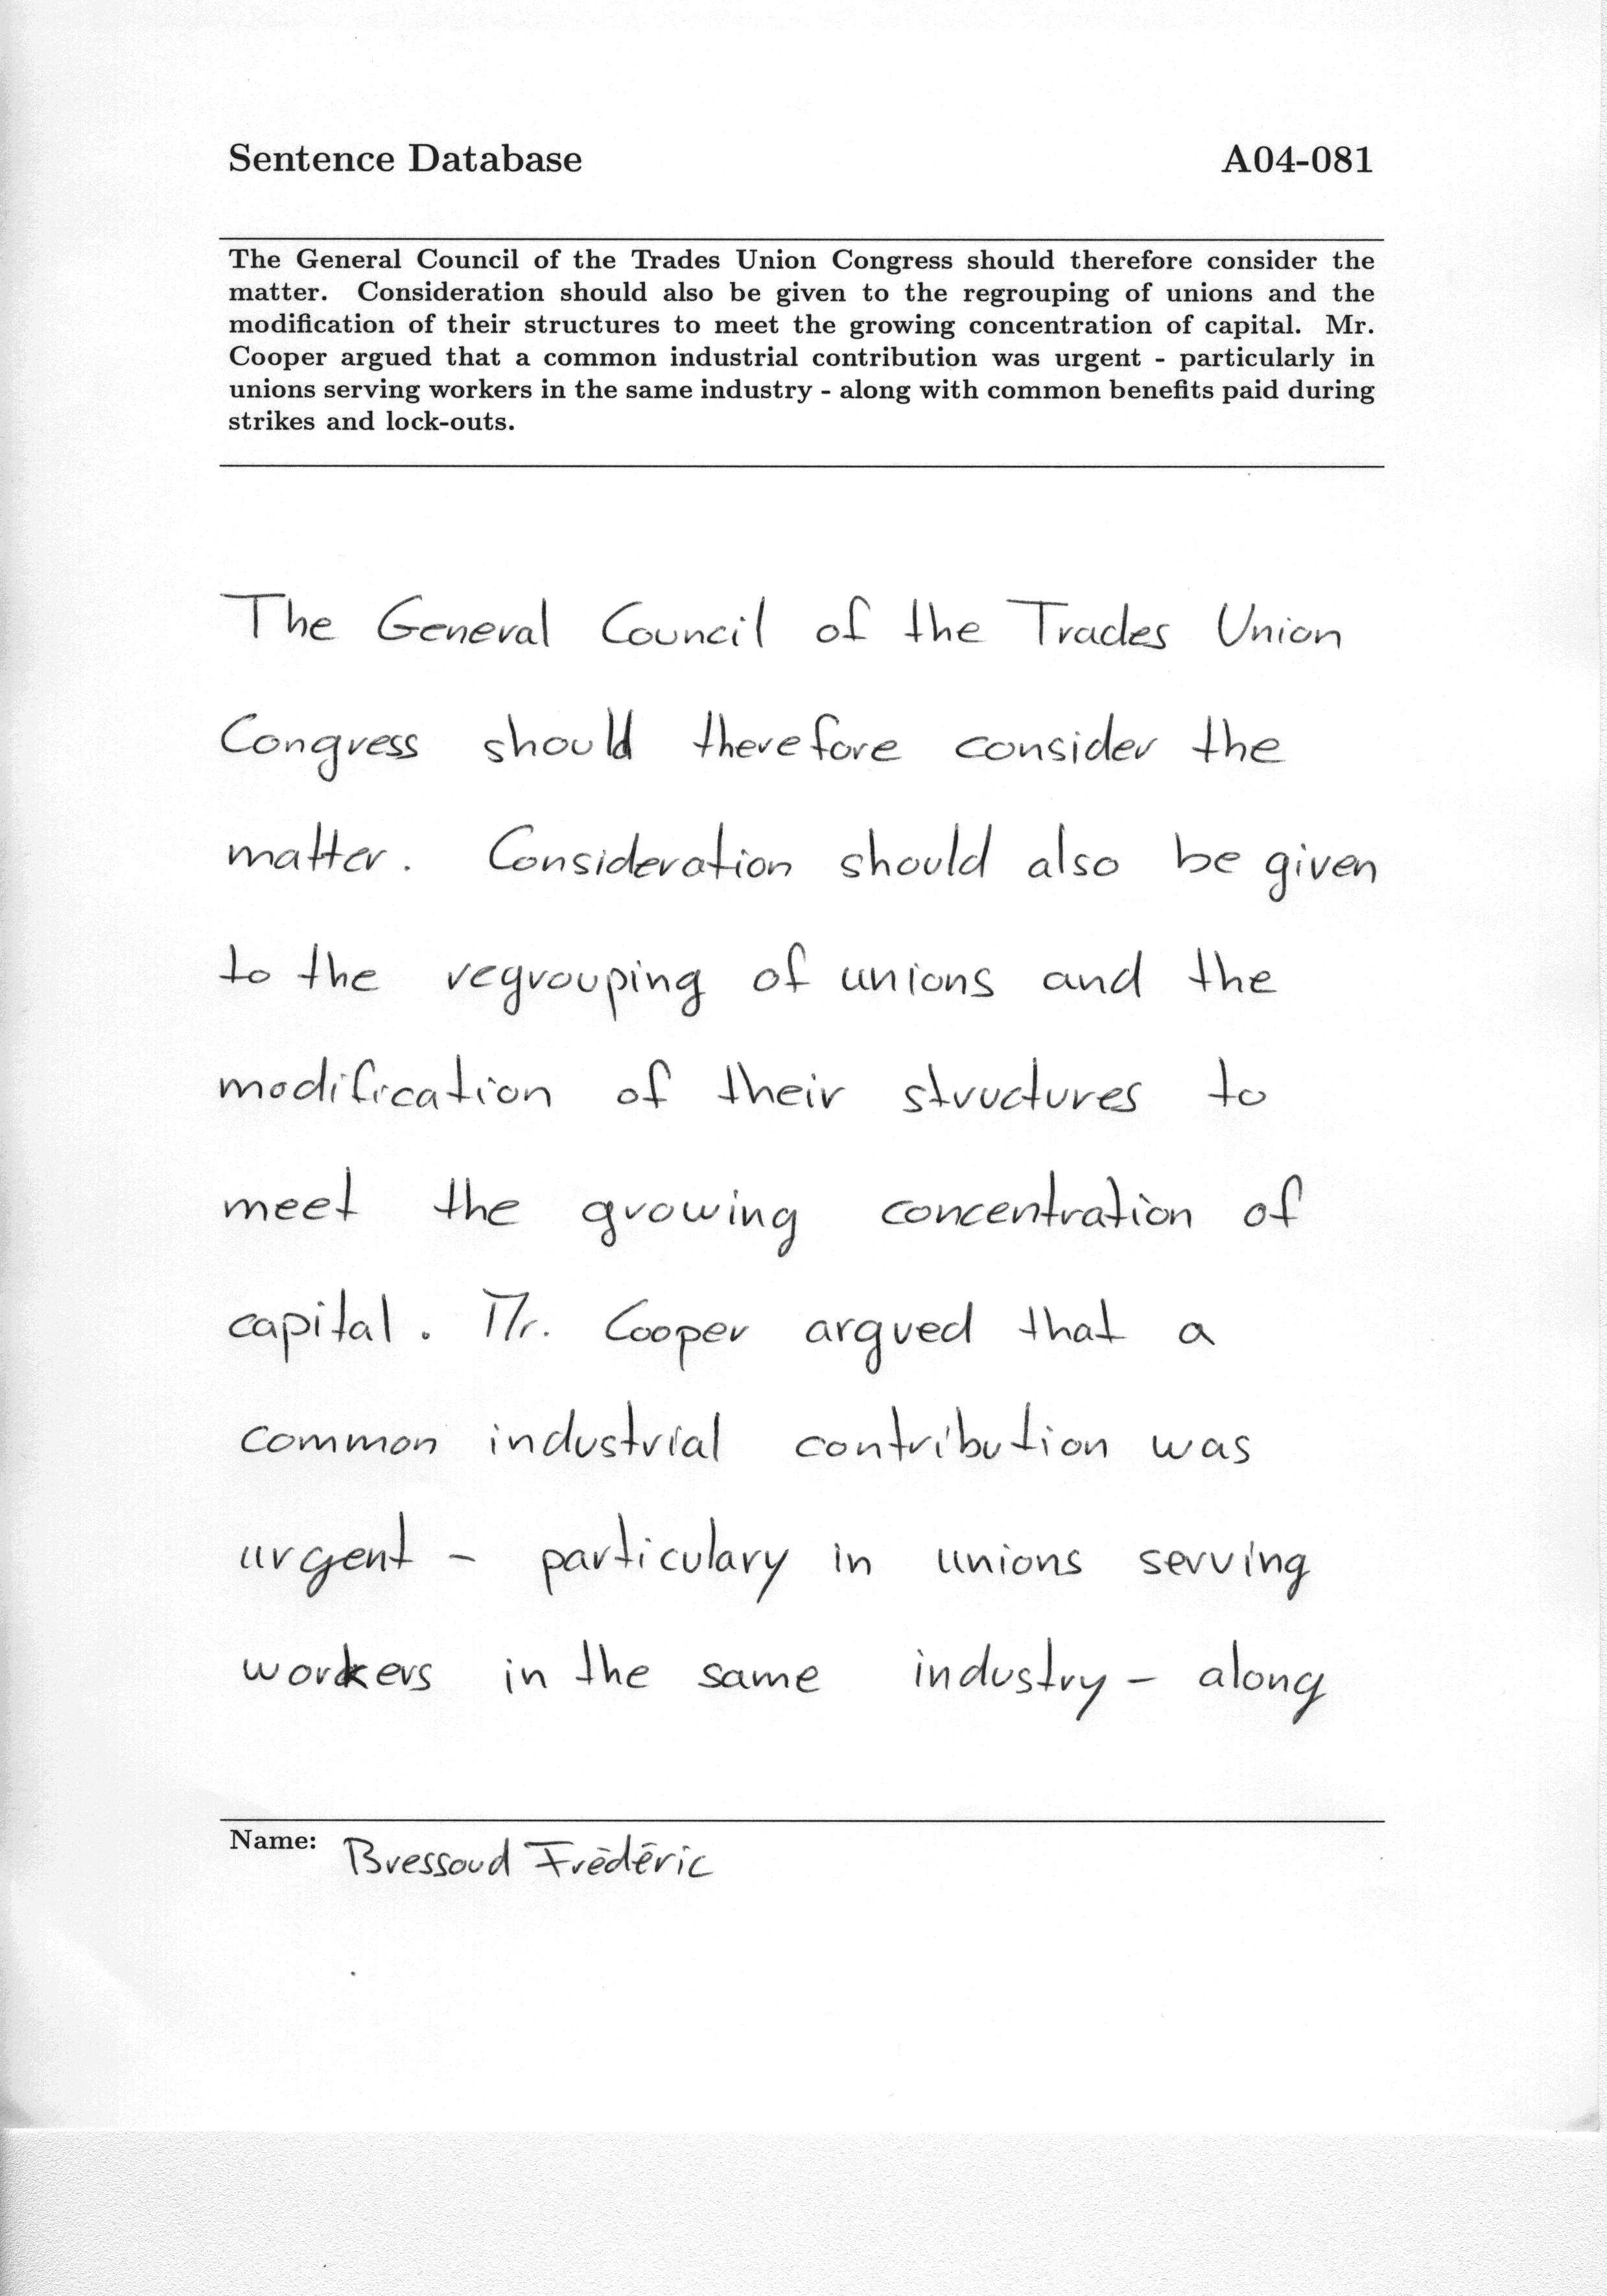 Sentence Database A04-081
The General Council of the Trades Union Congress should therefore consider the
matter. Consideration should also be given to the regrouping of unions and the
modification of their structures to meet the growing concentration of capital. Mr.
Cooper argued that a common industrial contribution was urgent - particularly in
unions serving workers in the same industry - along with common benefits paid during
strikes and lock-outs.
The General Council of the Trades Union
Congress should therefore consider the
matter. Consideration should also be given
to the regrouping of unions and the
modification of their structures to
meet the growing concentration of
capital. Mr. Cooper argued that a
common industrial contribution was
urgent - particulary in unions serving
workers in the same industry - along
Name: Bressoud Frédéric